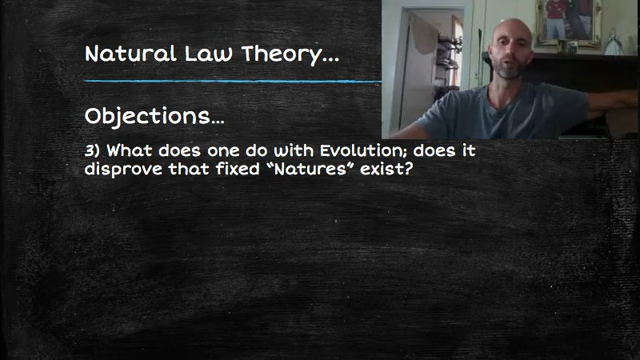 Natural Law Theory...
Objections...
3) What does one do with Evolution; does it
disprove that fixed “Natures” exist?